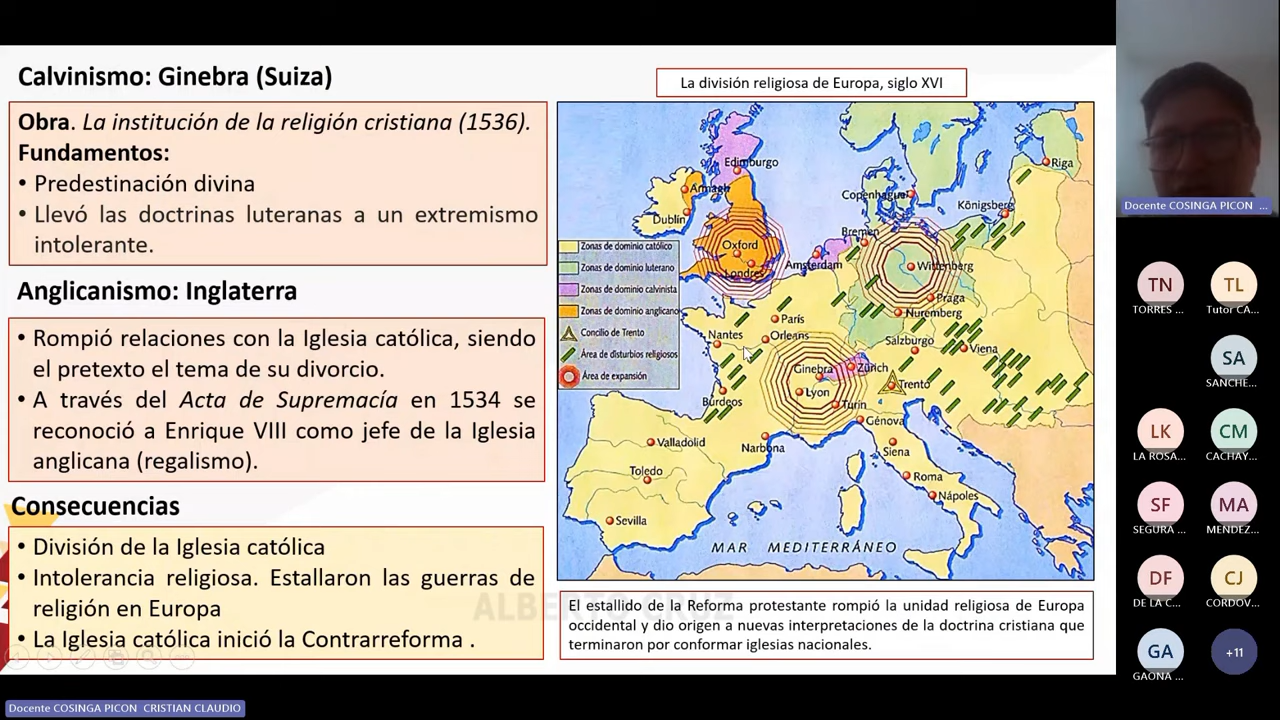 Calvinismo: Ginebra (Suiza)
Obra. La institución de la religión cristiana (1536).
Fundamentos:
• Predestinación divina
• Llevó las doctrinas luteranas a un extremismo
intolerante.
Anglicanismo: Inglaterra
• Rompió relaciones con la Iglesia católica, siendo
el pretexto el tema de su divorcio.
• A través del Acta de Supremacía en 1534 se
reconoció a Enrique VIII como jefe de la Iglesia
anglicana (regalismo).
Consecuencias
• División de la Iglesia católica
• Intolerancia religiosa. Estallaron las guerras de
religión en Europa
• La Iglesia católica inició la Contrarreforma .
La división religiosa de Europa, siglo XVI
Edimburgo
Armagh
Dublin
Oxford
Londres
Copenhague
Riga
Königsberg
Bremen
Amsterdam
Wittenberg
Praga
Nuremberg
París
Orleans
Nantes
Salzburgo
Viena
Ginebra
Zúrich
Trento
Lyon
Turín
Burdeos
Génova
Narbona
Valladolid
Siena
Toledo
Roma
Nápoles
Sevilla
MAR MEDITERRÁNEO
Zonas de dominio católico
Zonas de dominio luterano
Zonas de dominio calvinista
Zonas de dominio anglicano
Concilio de Trento
Área de disturbios religiosos
Área de expansión
ALBERTO CRUZ
El estallido de la Reforma protestante rompió la unidad religiosa de Europa
occidental y dio origen a nuevas interpretaciones de la doctrina cristiana que
terminaron por conformar iglesias nacionales.
Docente COSINGA PICON ...
TN
TORRES ...
TL
Tutor CA...
SA
SANCHE...
LK
LA ROSA...
CM
CACHAY...
SF
SEGURA ...
MA
MENDEZ...
DF
DE LA C...
CJ
CORDOV...
GA
GAONA ...
+11
Docente COSINGA PICON CRISTIAN CLAUDIO